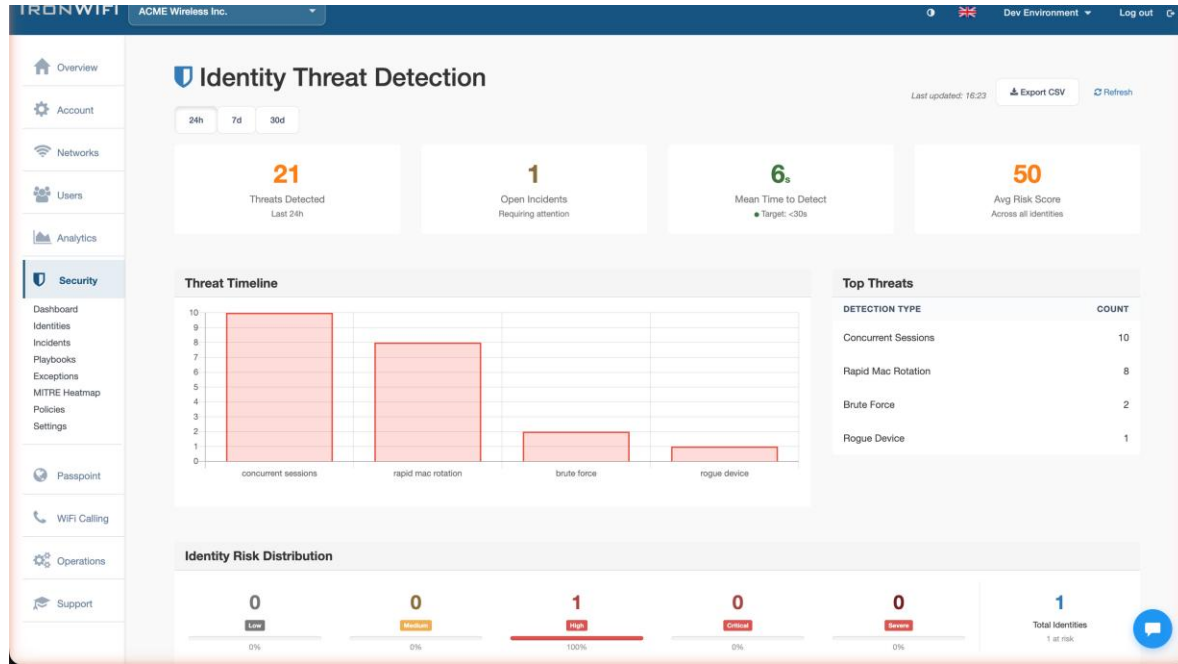 IRONWIFI
ACME Wireless Inc.
Dev Environment
Log out
Overview
Account
Networks
Users
Analytics
Security
Dashboard
Identities
Incidents
Playbooks
Exceptions
MITRE Heatmap
Policies
Settings
Passpoint
WiFi Calling
Operations
Support
Identity Threat Detection
Last updated: 16:23
Export CSV
Refresh
24h 7d 30d
21
Threats Detected
Last 24h
1
Open Incidents
Requiring attention
6s
Mean Time to Detect
Target: <30s
50
Avg Risk Score
Across all identities
Threat Timeline
10
9
8
7
6
5
4
3
2
1
0
concurrent sessions rapid mac rotation brute force rogue device
Top Threats
DETECTION TYPE COUNT
Concurrent Sessions 10
Rapid Mac Rotation 8
Brute Force 2
Rogue Device 1
Identity Risk Distribution
0
Low
0%
0
Medium
0%
1
High
100%
0
Critical
0%
0
Severe
0%
1
Total Identities
1 at risk